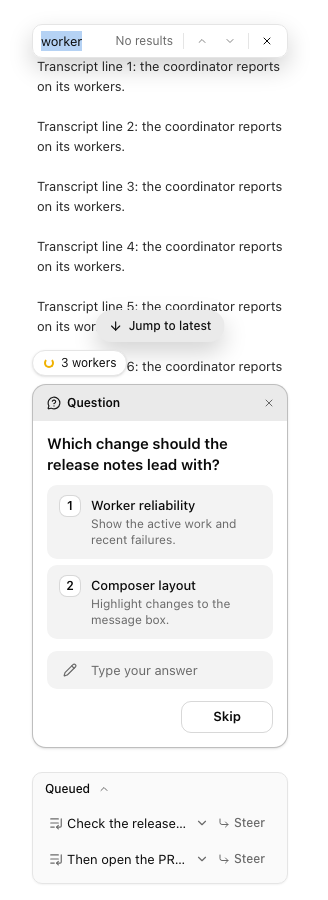 worker No results
Transcript line 1: the coordinator reports
on its workers.
Transcript line 2: the coordinator reports
on its workers.
Transcript line 3: the coordinator reports
on its workers.
Transcript line 4: the coordinator reports
on its workers.
Transcript line 5: the coordinator reports
on its wor
Jump to latest
3 workers
6: the coordinator reports
Question
Which change should the
release notes lead with?
1 Worker reliability
Show the active work and
recent failures.
2 Composer layout
Highlight changes to the
message box.
Type your answer
Skip
Queued
Check the release... Steer
Then open the PR... Steer